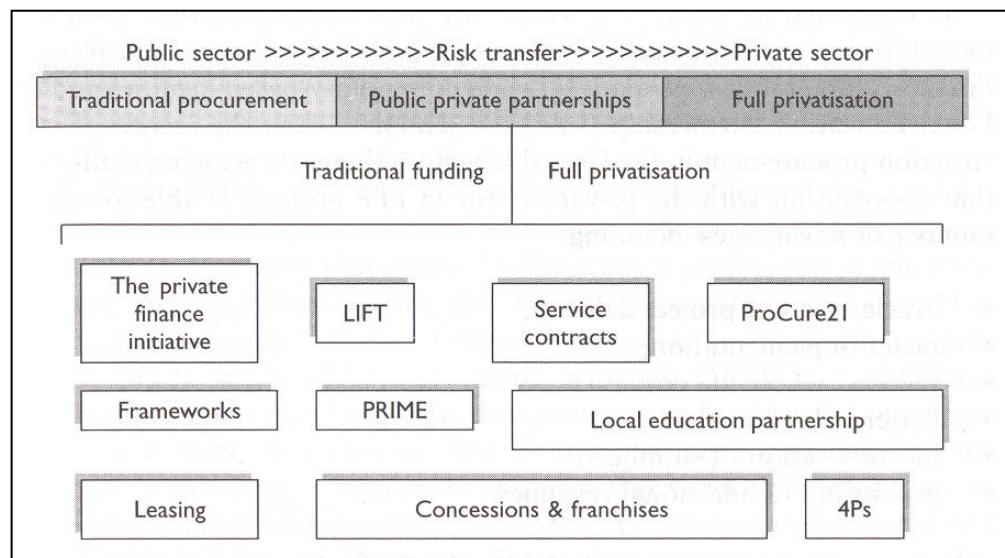 Public sector >>>>>>>>>>>>Risk transfer<>>>>>>>>>>>>Private sector
Traditional procurement Public private partnerships Full privatisation
Traditional funding Full privatisation
The private
finance
initiative
LIFT
Service
contracts
ProCure21
Frameworks
PRIME
Local education partnership
Leasing
Concessions & franchises
4Ps